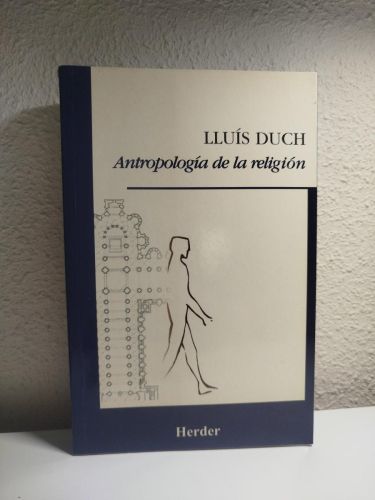 LLUÍS DUCH
Antropología de la religión
Herder